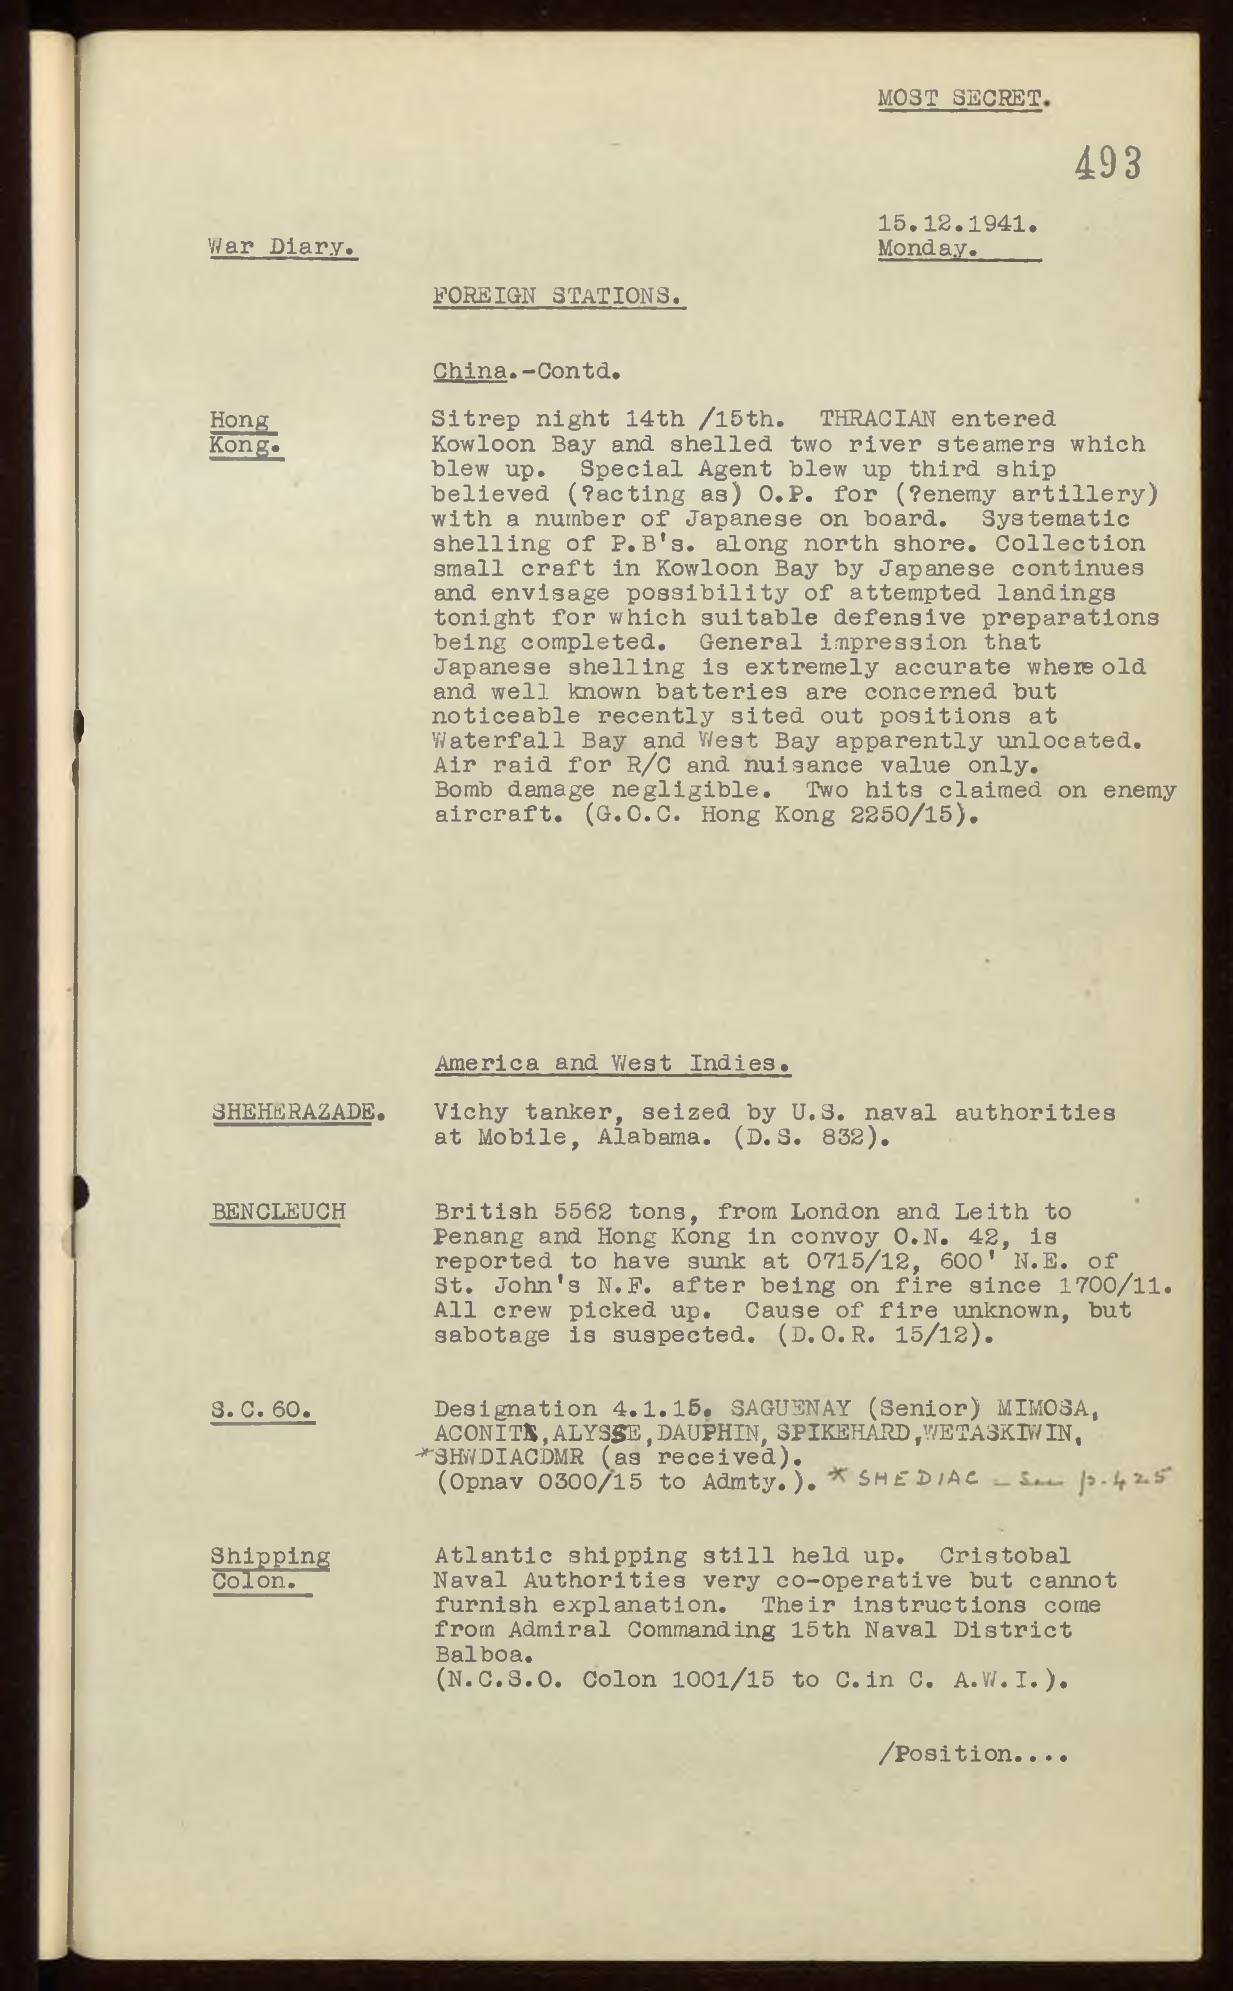 MOST SECRET.
493
15.12.1941.
War Diary.
Monday.
FOREIGN STATIONS.
China.-Contd.
Hong
Kong.
Sitrep night 14th /15th. THRACIAN entered
Kowloon Bay and shelled two river steamers which
blew up. Special Agent blew up third ship
believed (?acting as) O.P. for (?enemy artillery)
with a number of Japanese on board. Systematic
shelling of P.B's. along north shore. Collection
small craft in Kowloon Bay by Japanese continues
and envisage possibility of attempted landings
tonight for which suitable defensive preparations
being completed. General impression that
Japanese shelling is extremely accurate where old
and well known batteries are concerned but
noticeable recently sited out positions at
Waterfall Bay and West Bay apparently unlocated.
Air raid for R/C and nuisance value only.
Bomb damage negligible. Two hits claimed on enemy
aircraft. (G.O.C. Hong Kong 2250/15).
America and West Indies.
SHEHERAZADE.
Vichy tanker, seized by U.S. naval authorities
at Mobile, Alabama. (D.S. 832).
BENCLEUCH
British 5562 tons, from London and Leith to
Penang and Hong Kong in convoy O.N. 42, is
reported to have sunk at 0715/12, 600' N.E. of
St. John's N.F. after being on fire since 1700/11.
All crew picked up. Cause of fire unknown, but
sabotage is suspected. (D.O.R. 15/12).
S.C.60.
Designation 4.1.15. SAGUENAY (Senior) MIMOSA,
ACONIT,ALYSSE,DAUPHIN, SPIKEHARD,WETASKIWIN,
*SHWDIACDMR (as received).
(Opnav 0300/15 to Admty.). * SHEDIAC - See p.425
Shipping
Colon.
Atlantic shipping still held up. Cristobal
Naval Authorities very co-operative but cannot
furnish explanation. Their instructions come
from Admiral Commanding 15th Naval District
Balboa.
(N.C.S.O. Colon 1001/15 to C.in C. A.W.I.).
/Position....